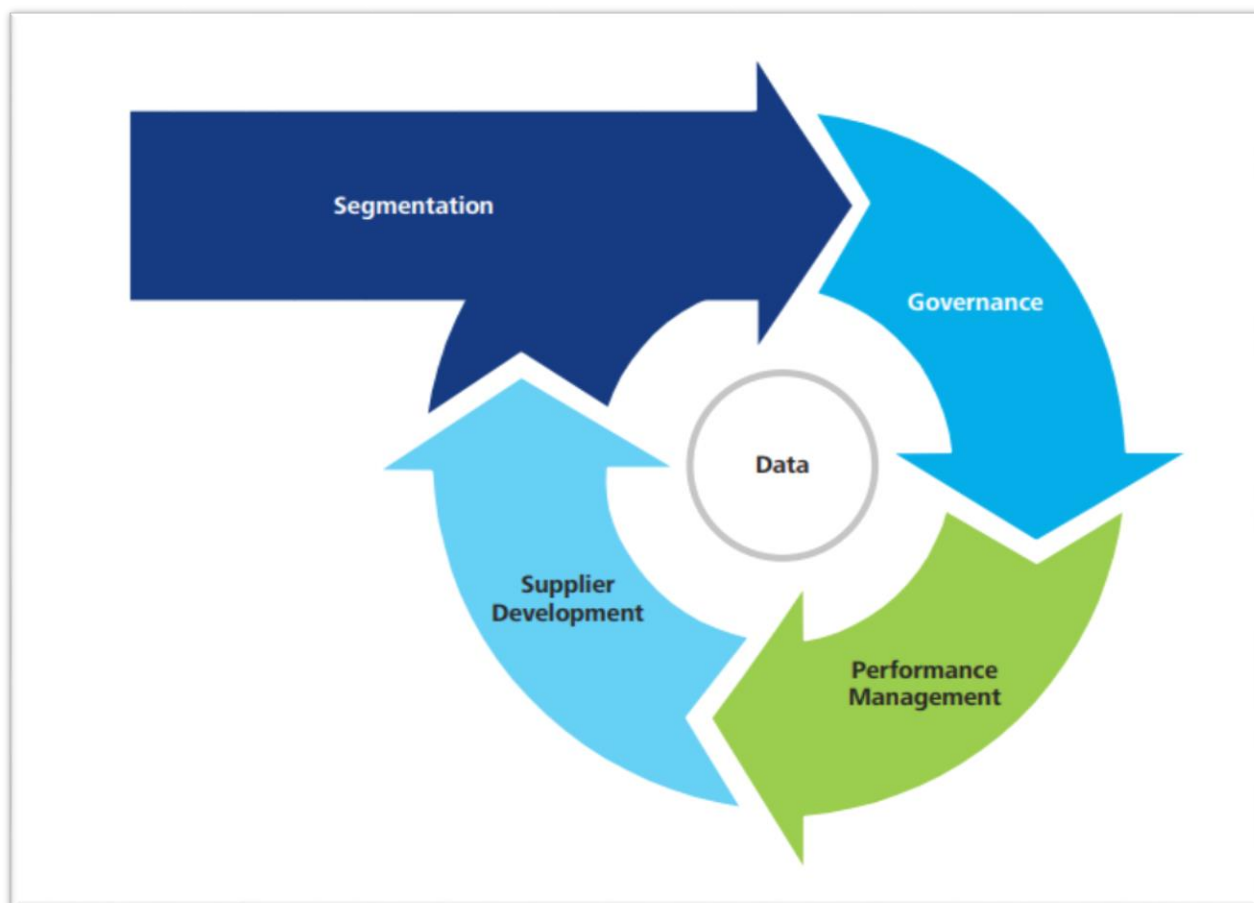 Segmentation
Governance
Data
Supplier
Development
Performance
Management